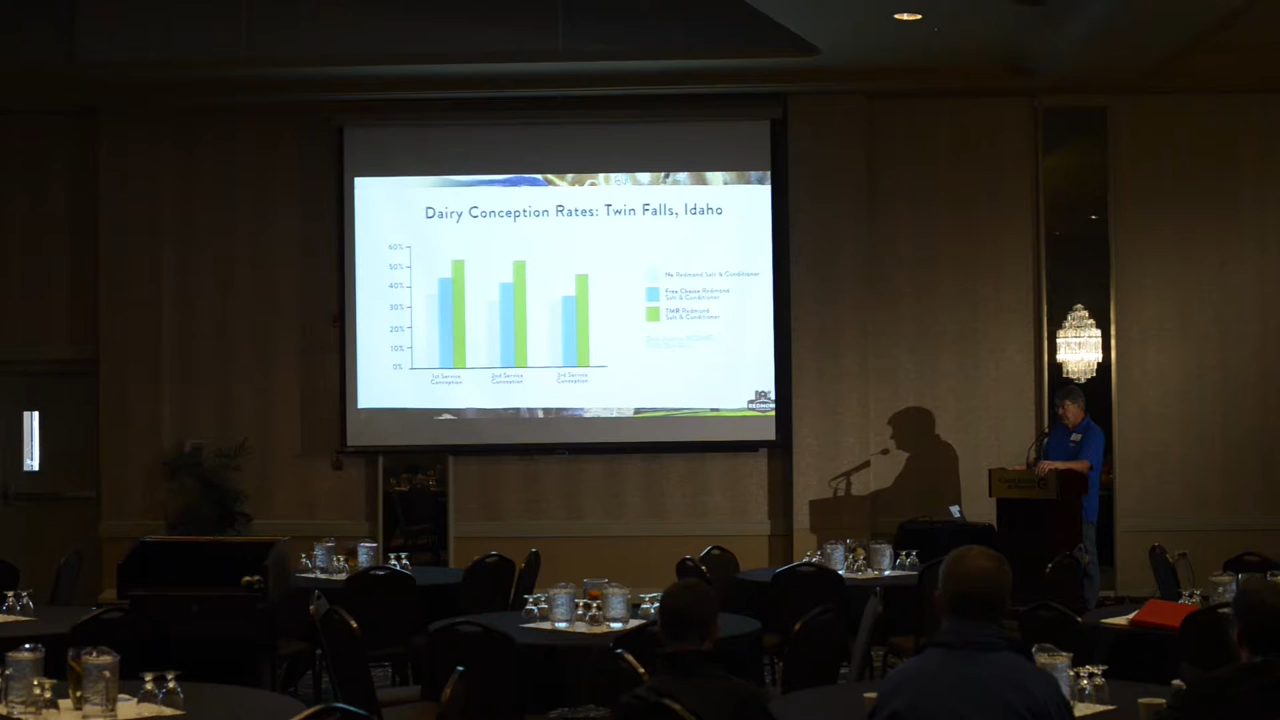 Dairy Conception Rates: Twin Falls, Idaho
60%
50%
40%
30%
20%
10%
0%
1st Service
Conception
2nd Service
Conception
3rd Service
Conception
No Redmond Salt & Conditioner
Free Choice Redmond
Salt & Conditioner
TMR Redmond
Salt & Conditioner
REDMOND